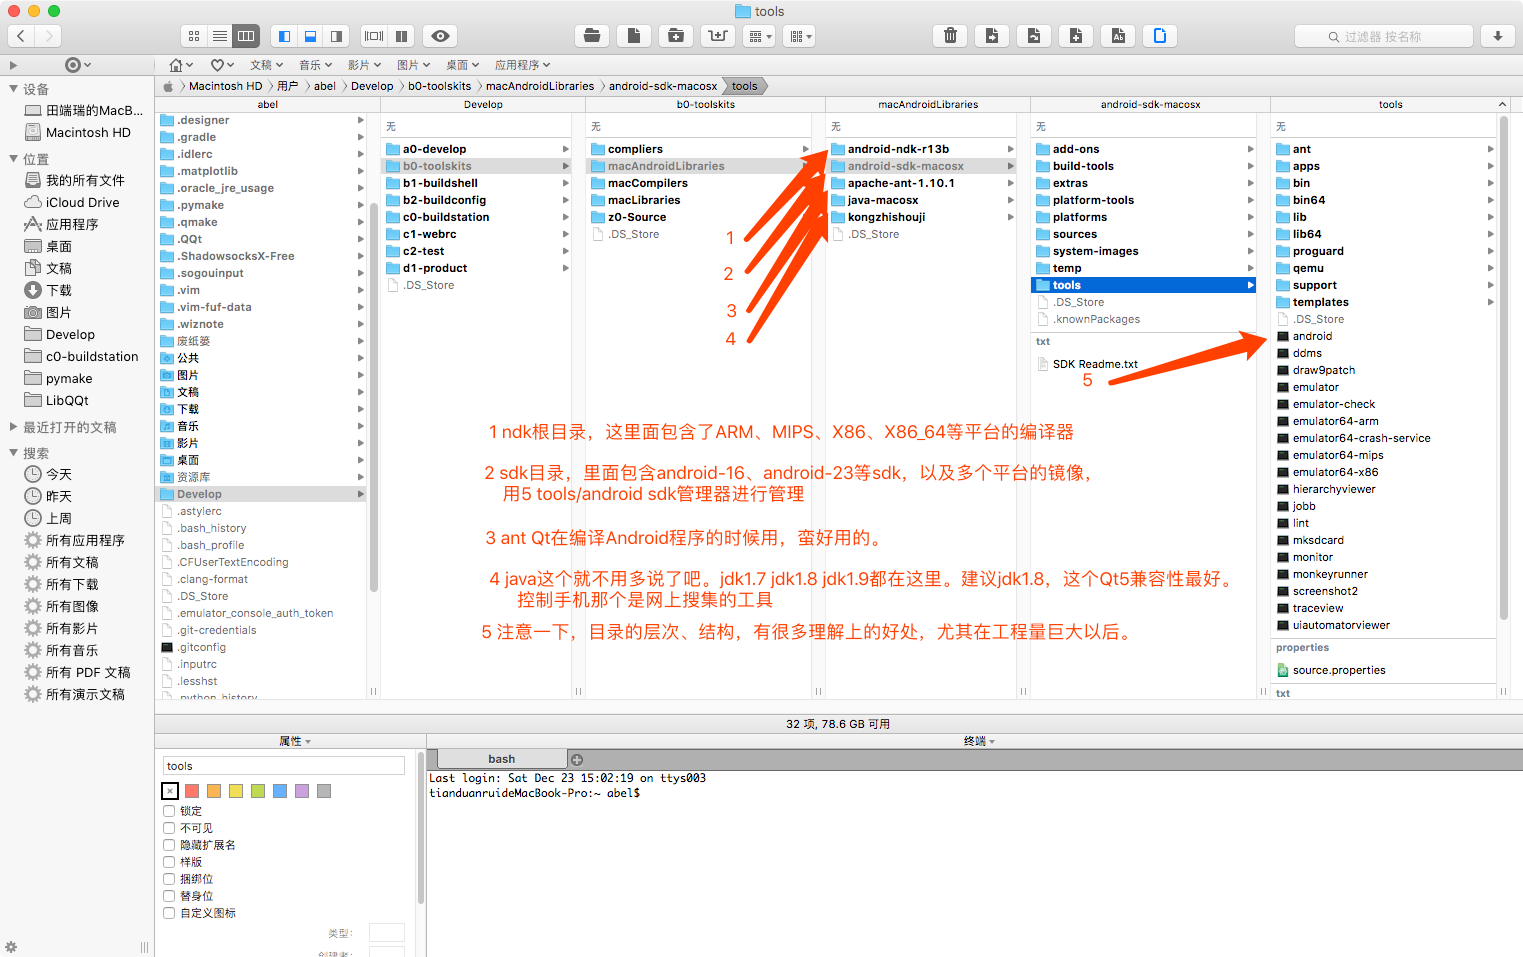 tools
过滤器 按名称
文稿
音乐
影片
图片
桌面
应用程序
Macintosh HD
用户
abel
Develop
b0-toolskits
macAndroidLibraries
android-sdk-macosx
tools
设备
田端瑞的MacB...
Macintosh HD
位置
我的所有文件
iCloud Drive
应用程序
桌面
文稿
下载
图片
Develop
c0-buildstation
pymake
LibQQt
最近打开的文稿
搜索
今天
昨天
上周
所有应用程序
所有文稿
所有下载
所有图像
所有影片
所有音乐
所有 PDF 文稿
所有演示文稿
abel
.designer
.gradle
.idlerc
.matplotlib
.oracle_jre_usage
.pymake
.qmake
.QQt
.ShadowsocksX-Free
.sogouinput
.vim
.vim-fuf-data
.wiznote
废纸篓
公共
图片
文稿
下载
音乐
影片
桌面
资源库
Develop
.astylerc
.bash_history
.bash_profile
.CFUserTextEncoding
.clang-format
.DS_Store
.emulator_console_auth_token
.git-credentials
.gitconfig
.inputrc
.lesshst
.python_history
Develop
无
a0-develop
b0-toolskits
b1-buildshell
b2-buildconfig
c0-buildstation
c1-webrc
c2-test
d1-product
.DS_Store
b0-toolskits
无
compliers
macAndroidLibraries
macCompilers
macLibraries
z0-Source
.DS_Store
macAndroidLibraries
无
android-ndk-r13b
android-sdk-macosx
apache-ant-1.10.1
java-macosx
kongzhishouji
.DS_Store
android-sdk-macosx
无
add-ons
build-tools
extras
platform-tools
platforms
sources
system-images
temp
tools
.DS_Store
.knownPackages
txt
SDK Readme.txt
tools
无
ant
apps
bin
bin64
lib
lib64
proguard
qemu
support
templates
.DS_Store
android
ddms
draw9patch
emulator
emulator-check
emulator64-arm
emulator64-crash-service
emulator64-mips
emulator64-x86
hierarchyviewer
jobb
lint
mksdcard
monitor
monkeyrunner
screenshot2
traceview
uiautomatorviewer
properties
source.properties
txt
1
2
3
4
5
1 ndk根目录，这里面包含了ARM、MIPS、X86、X86_64等平台的编译器
2 sdk目录，里面包含android-16、android-23等sdk，以及多个平台的镜像，
用5 tools/android sdk管理器进行管理
3 ant Qt在编译Android程序的时候用，蛮好用的。
4 java这个就不用多说了吧。jdk1.7 jdk1.8 jdk1.9都在这里。建议jdk1.8，这个Qt5兼容性最好。
控制手机那个是网上搜集的工具
5 注意一下，目录的层次、结构，有很多理解上的好处，尤其在工程量巨大以后。
32 项, 78.6 GB 可用
属性
tools
锁定
不可见
隐藏扩展名
样版
捆绑位
替身位
自定义图标
类型:
创建者:
终端
bash
Last login: Sat Dec 23 15:02:19 on ttys003
tianduanruideMacBook-Pro:~ abel$